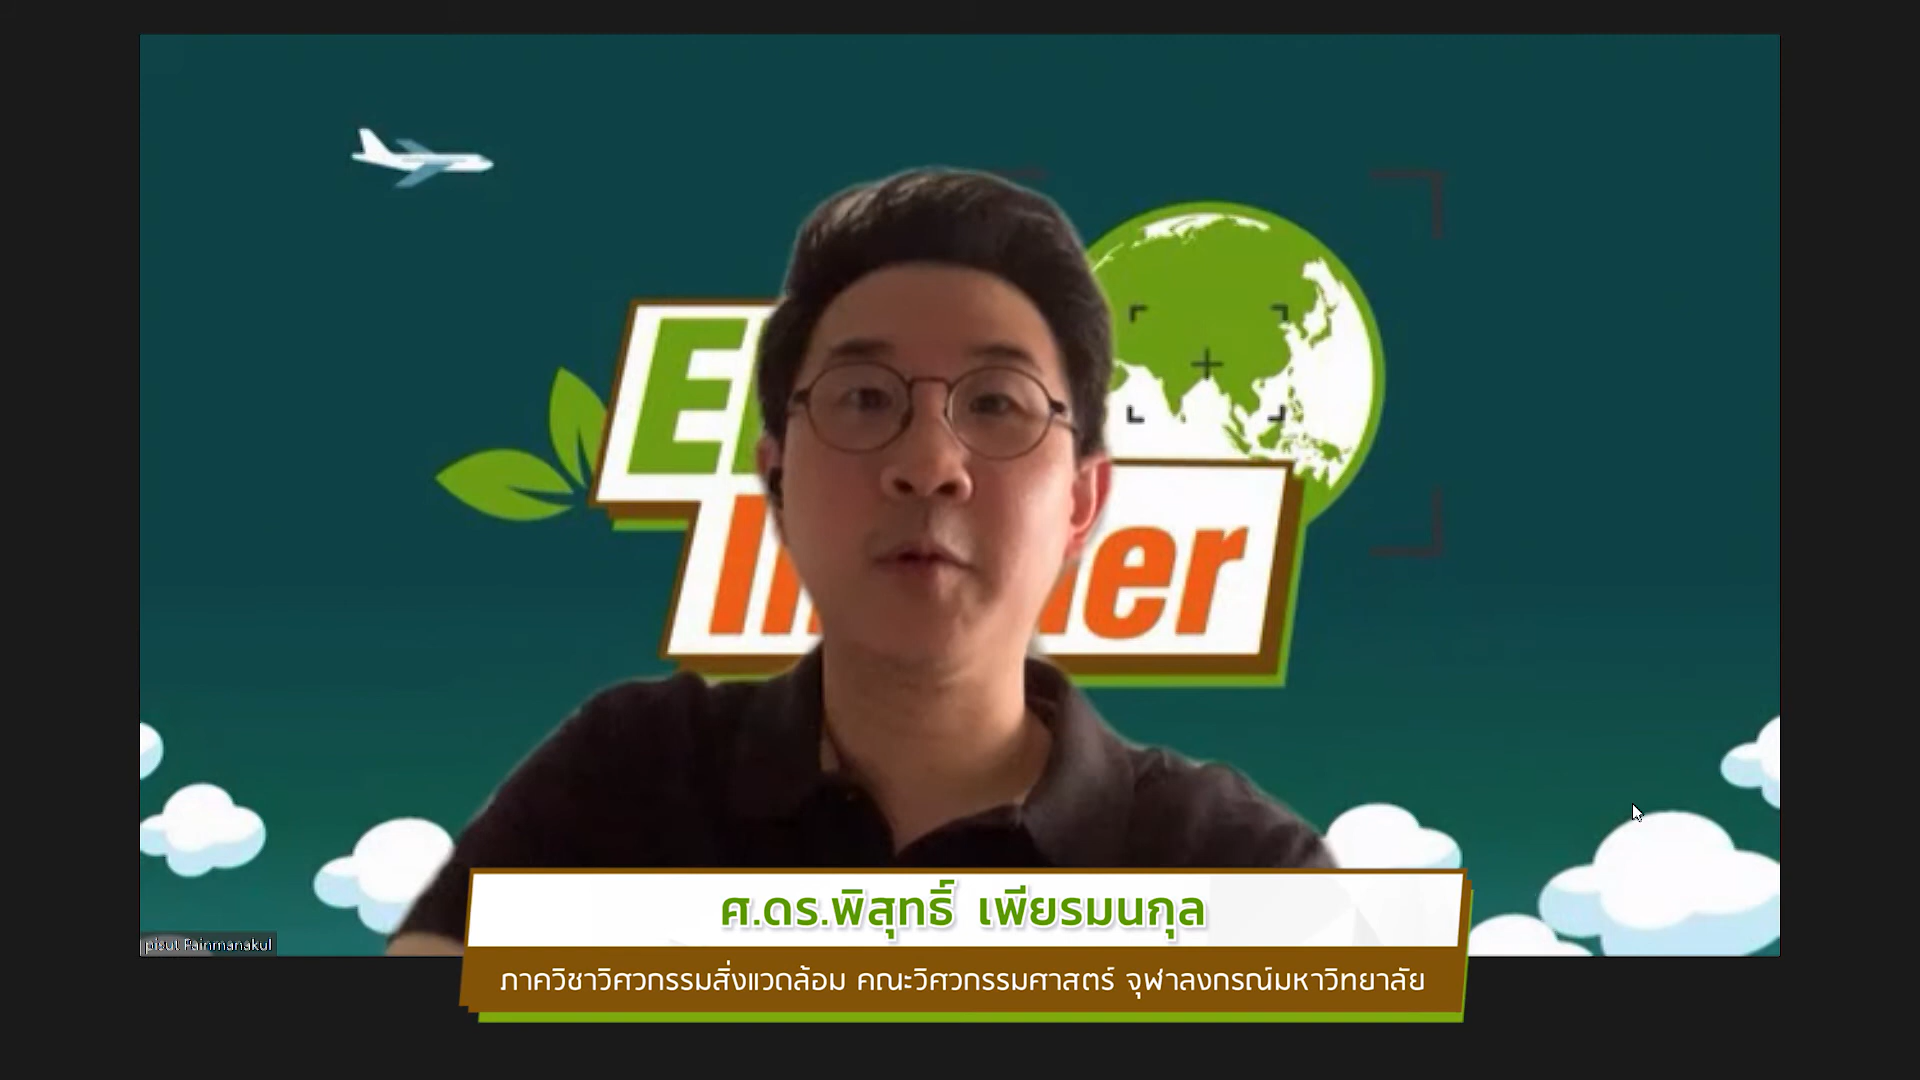 er
ศ.ดร.พิสุทธิ์ เพียรมนกุล
ภาควิชาวิศวกรรมสิ่งแวดล้อม คณะวิศวกรรมศาสตร์ จุฬาลงกรณ์มหาวิทยาลัย
pisut Painmanakul